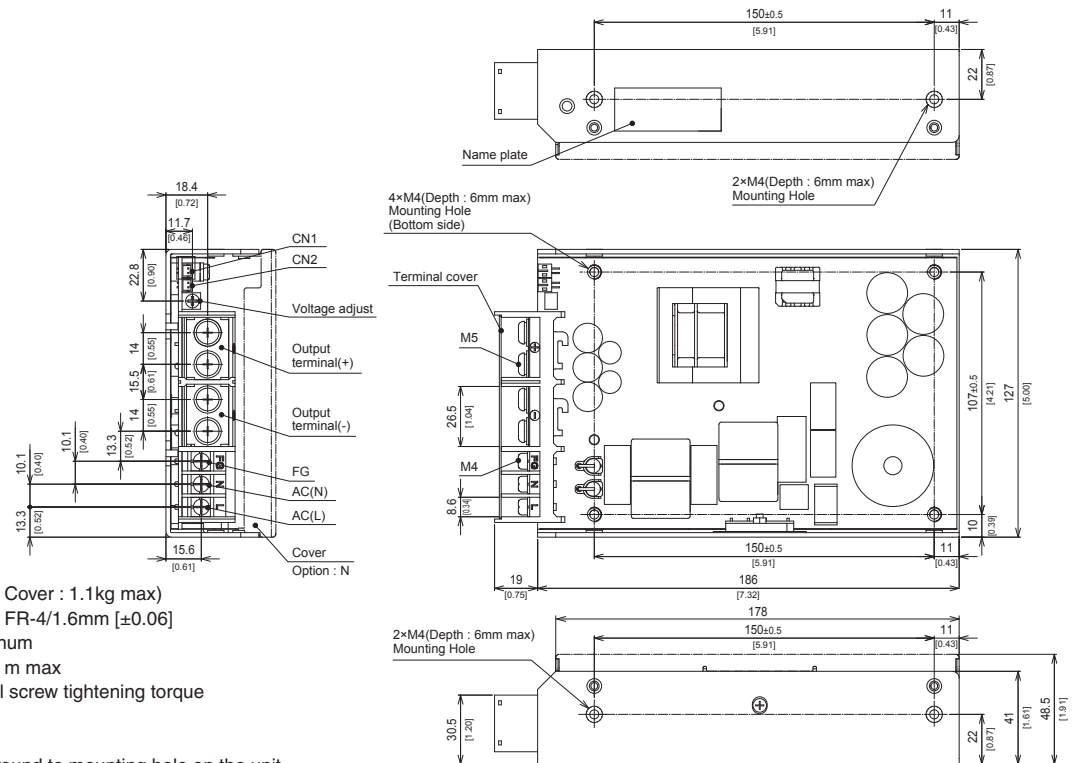 150±0.5
[5.91]
11
[0.43]
22
[0.87]
Name plate
2×M4(Depth : 6mm max)
Mounting Hole
18.4
[0.72]
11.7
[0.46]
22.8
[0.90]
14
[0.55]
15.5
[0.61]
14
[0.55]
13.3
[0.52]
10.1
[0.40]
10.1
[0.40]
13.3
[0.52]
15.6
[0.61]
CN1
CN2
Voltage adjust
Output
terminal(+)
Output
terminal(-)
FG
AC(N)
AC(L)
Cover
Option : N
FG
N
L
4×M4(Depth : 6mm max)
Mounting Hole
(Bottom side)
Terminal cover
M5
26.5
[1.04]
M4
8.6
[0.34]
FG
N
L
107±0.5
[4.21]
127
[5.00]
10
[0.39]
150±0.5
[5.91]
11
[0.43]
19
[0.75]
186
[7.32]
178
150±0.5
[5.91]
11
[0.43]
2×M4(Depth : 6mm max)
Mounting Hole
30.5
[1.20]
22
[0.87]
41
[1.61]
48.5
[1.91]
Cover : 1.1kg max)
FR-4/1.6mm [±0.06]
num
m max
l screw tightening torque